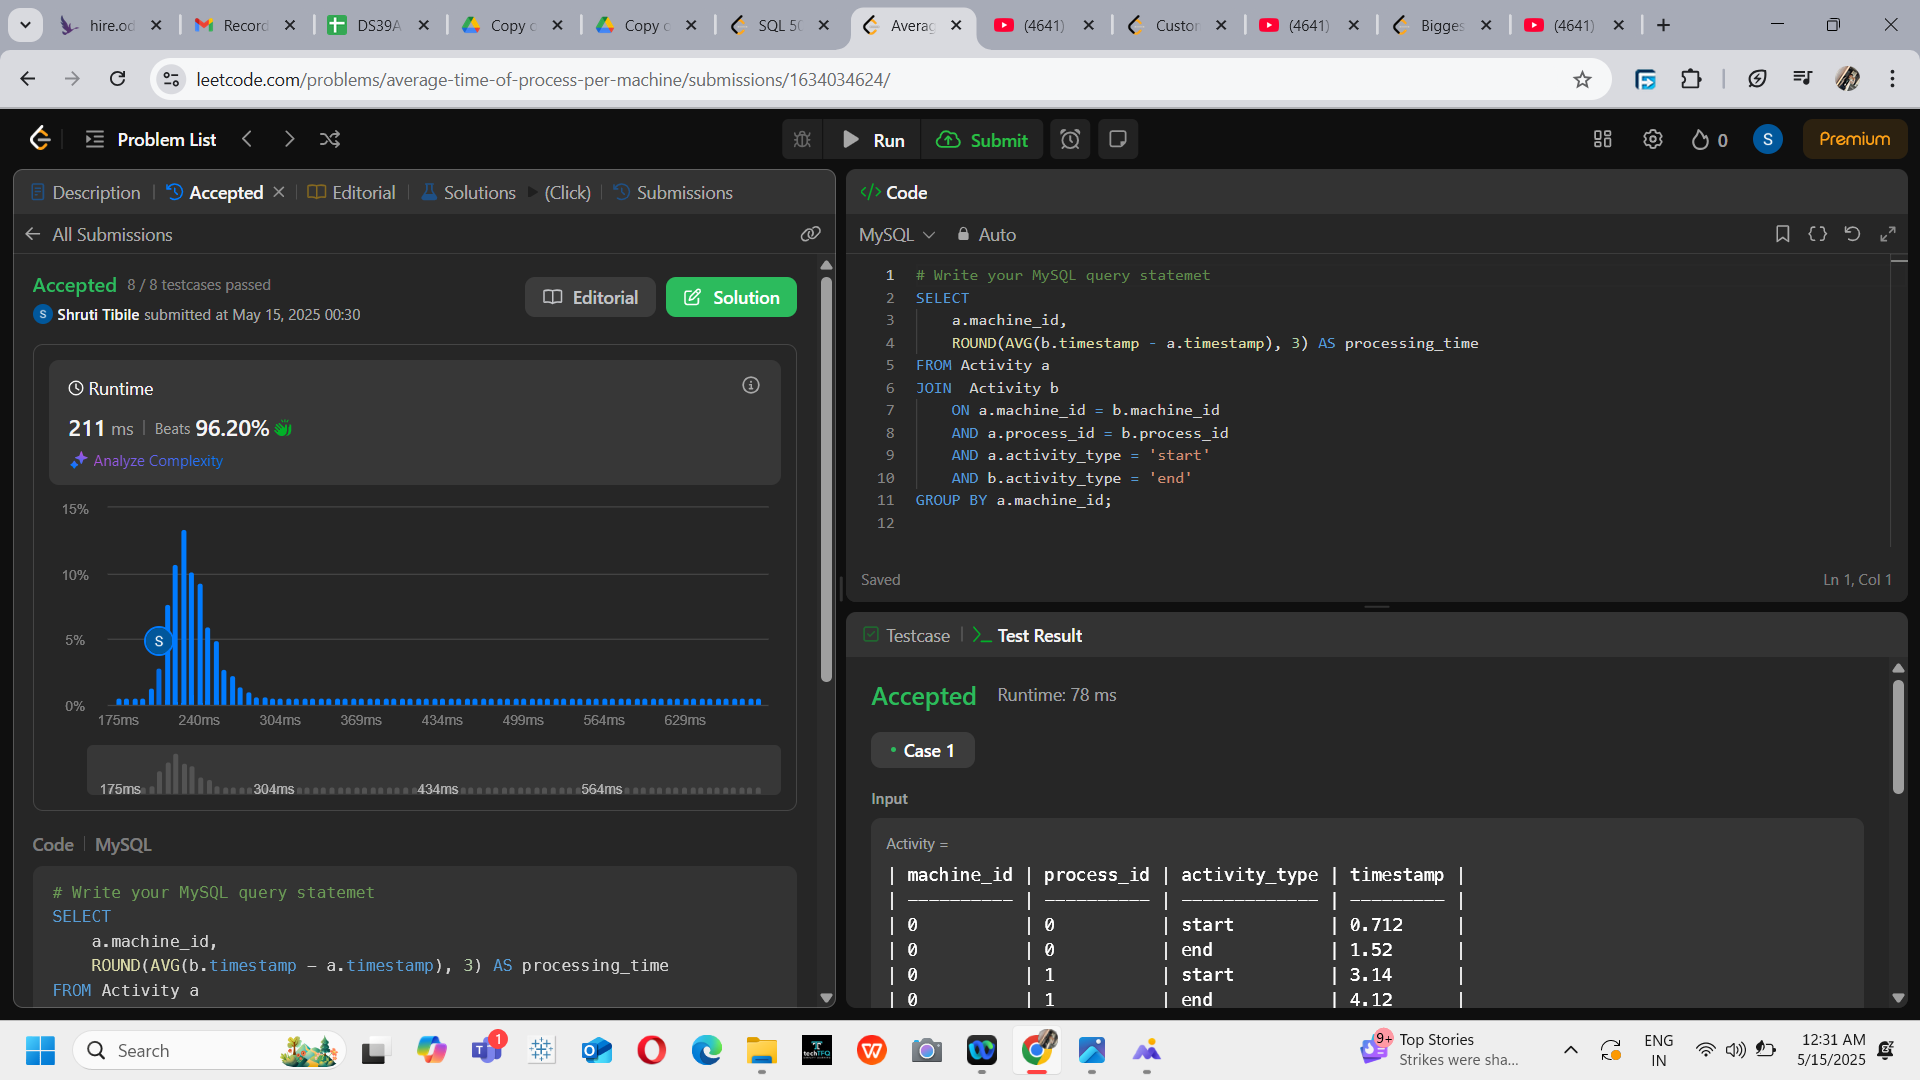 hire.od
Record
DS39A
Copy o
Copy o
SQL 50
Averag
(4641)
Custor
(4641)
Bigges
(4641)
leetcode.com/problems/average-time-of-process-per-machine/submissions/1634034624/
Problem List
Run
Submit
0
S
Premium
Description
Accepted
Editorial
Solutions
(Click)
Submissions
All Submissions
Accepted 8 / 8 testcases passed
S Shruti Tibile submitted at May 15, 2025 00:30
Editorial
Solution
Runtime
211 ms Beats 96.20%
Analyze Complexity
15%
10%
5%
0%
S
175ms 240ms 304ms 369ms 434ms 499ms 564ms 629ms
175ms 304ms 434ms 564ms
Code MySQL
# Write your MySQL query statemet
SELECT
a.machine_id,
ROUND(AVG(b.timestamp - a.timestamp), 3) AS processing_time
FROM Activity a
</> Code
MySQL Auto
1 # Write your MySQL query statemet
2 SELECT
3 a.machine_id,
4 ROUND(AVG(b.timestamp - a.timestamp), 3) AS processing_time
5 FROM Activity a
6 JOIN  Activity b
7 ON a.machine_id = b.machine_id
8 AND a.process_id = b.process_id
9 AND a.activity_type = 'start'
10 AND b.activity_type = 'end'
11 GROUP BY a.machine_id;
12
Saved
Ln 1, Col 1
Testcase
Test Result
Accepted Runtime: 78 ms
Case 1
Input
Activity =
| machine_id | process_id | activity_type | timestamp |
| ---------- | ---------- | ------------- | --------- |
| 0 | 0 | start | 0.712 |
| 0 | 0 | end | 1.52 |
| 0 | 1 | start | 3.14 |
| 0 | 1 | end | 4.12 |
Search
1
techTFQ
9+
Top Stories
Strikes were sha...
ENG
IN
12:31 AM
5/15/2025